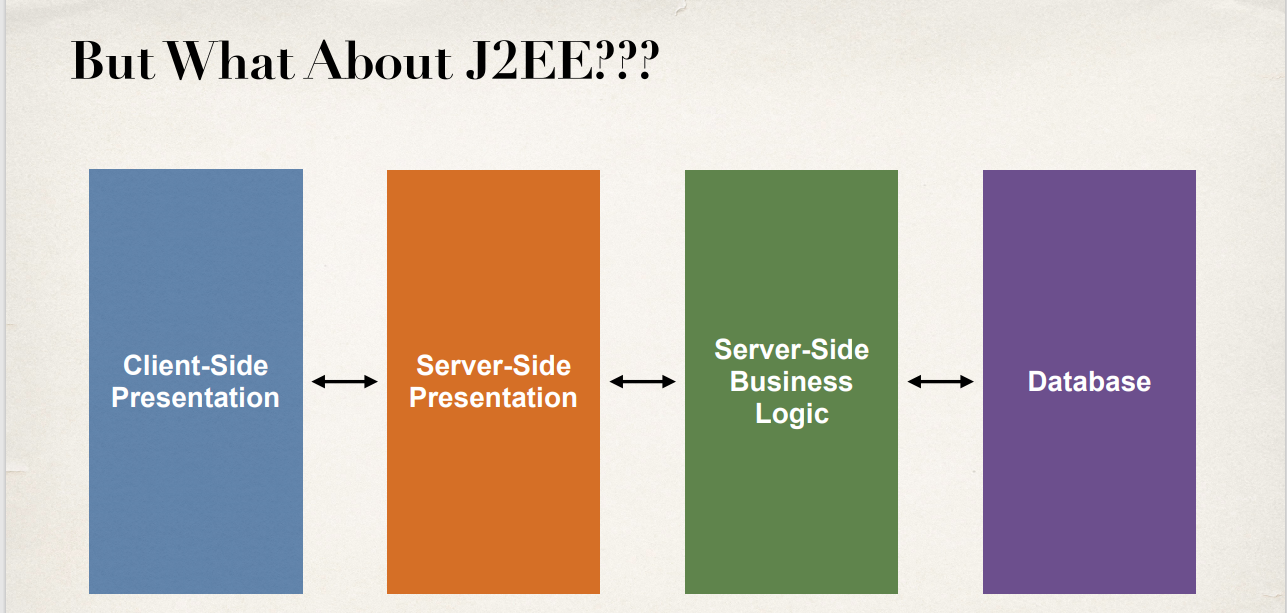 But What About J2EE???
Client-Side
Presentation
Server-Side
Presentation
Server-Side
Business
Logic
Database